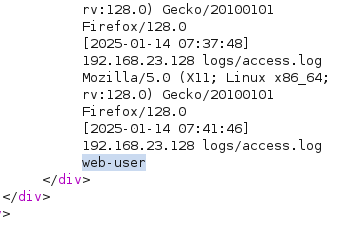 rv:128.0) Gecko/20100101
Firefox/128.0
[2025-01-14 07:37:48]
192.168.23.128 logs/access.log
Mozilla/5.0 (X11; Linux x86_64;
rv:128.0) Gecko/20100101
Firefox/128.0
[2025-01-14 07:41:46]
192.168.23.128 logs/access.log
web-user
</div>
</div>
>